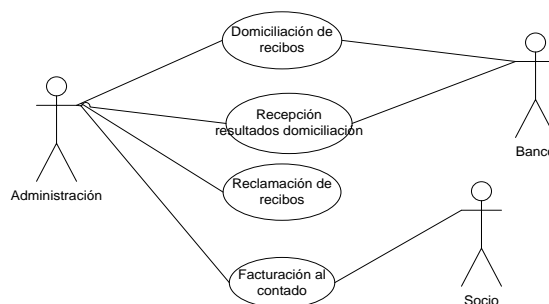 Domiciliación de
recibos
Recepción
resultados domiciliación
Administración
Banco
Reclamación de
recibos
Facturación al
contado
Socio